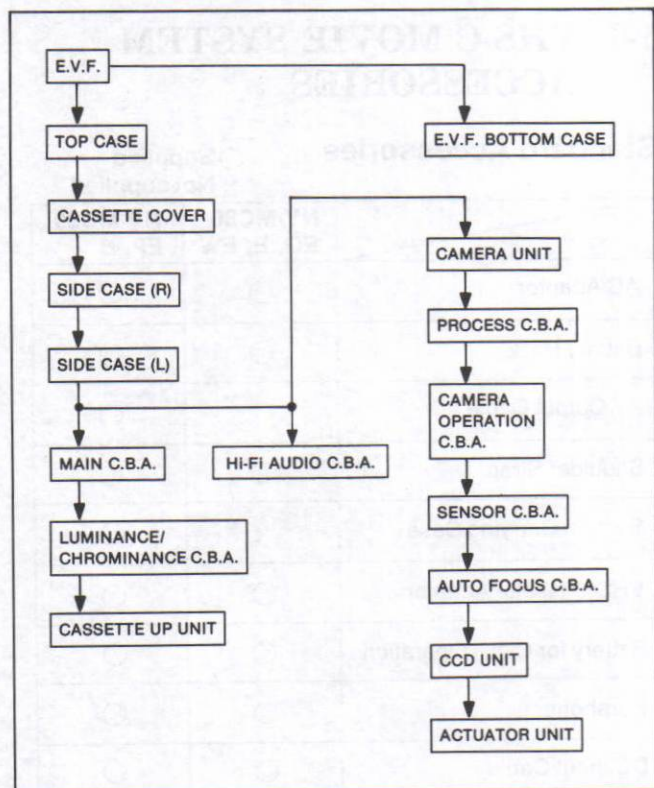 E.V.F.
TOP CASE
CASSETTE COVER
SIDE CASE (R)
SIDE CASE (L)
MAIN C.B.A.
HI-FI AUDIO C.B.A.
LUMINANCE/
CHROMINANCE C.B.A.
CASSETTE UP UNIT
E.V.F. BOTTOM CASE
CAMERA UNIT
PROCESS C.B.A.
CAMERA
OPERATION
C.B.A.
SENSOR C.B.A.
AUTO FOCUS C.B.A.
CCD UNIT
ACTUATOR UNIT